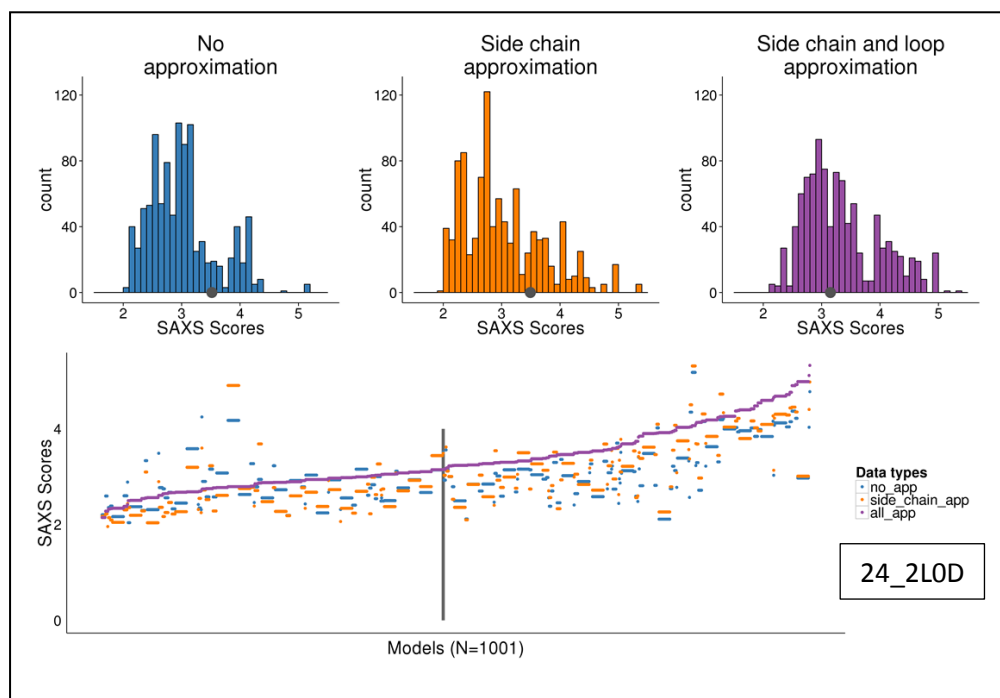 No
approximation
Side chain
approximation
Side chain and loop
approximation
count
120
80
40
0
2 3 4 5
SAXS Scores
count
120
80
40
0
2 3 4 5
SAXS Scores
count
120
80
40
0
2 3 4 5
SAXS Scores
SAXS Scores
4
2
0
Models (N=1001)
Data types
no_app
side_chain_app
all_app
24_2L0D